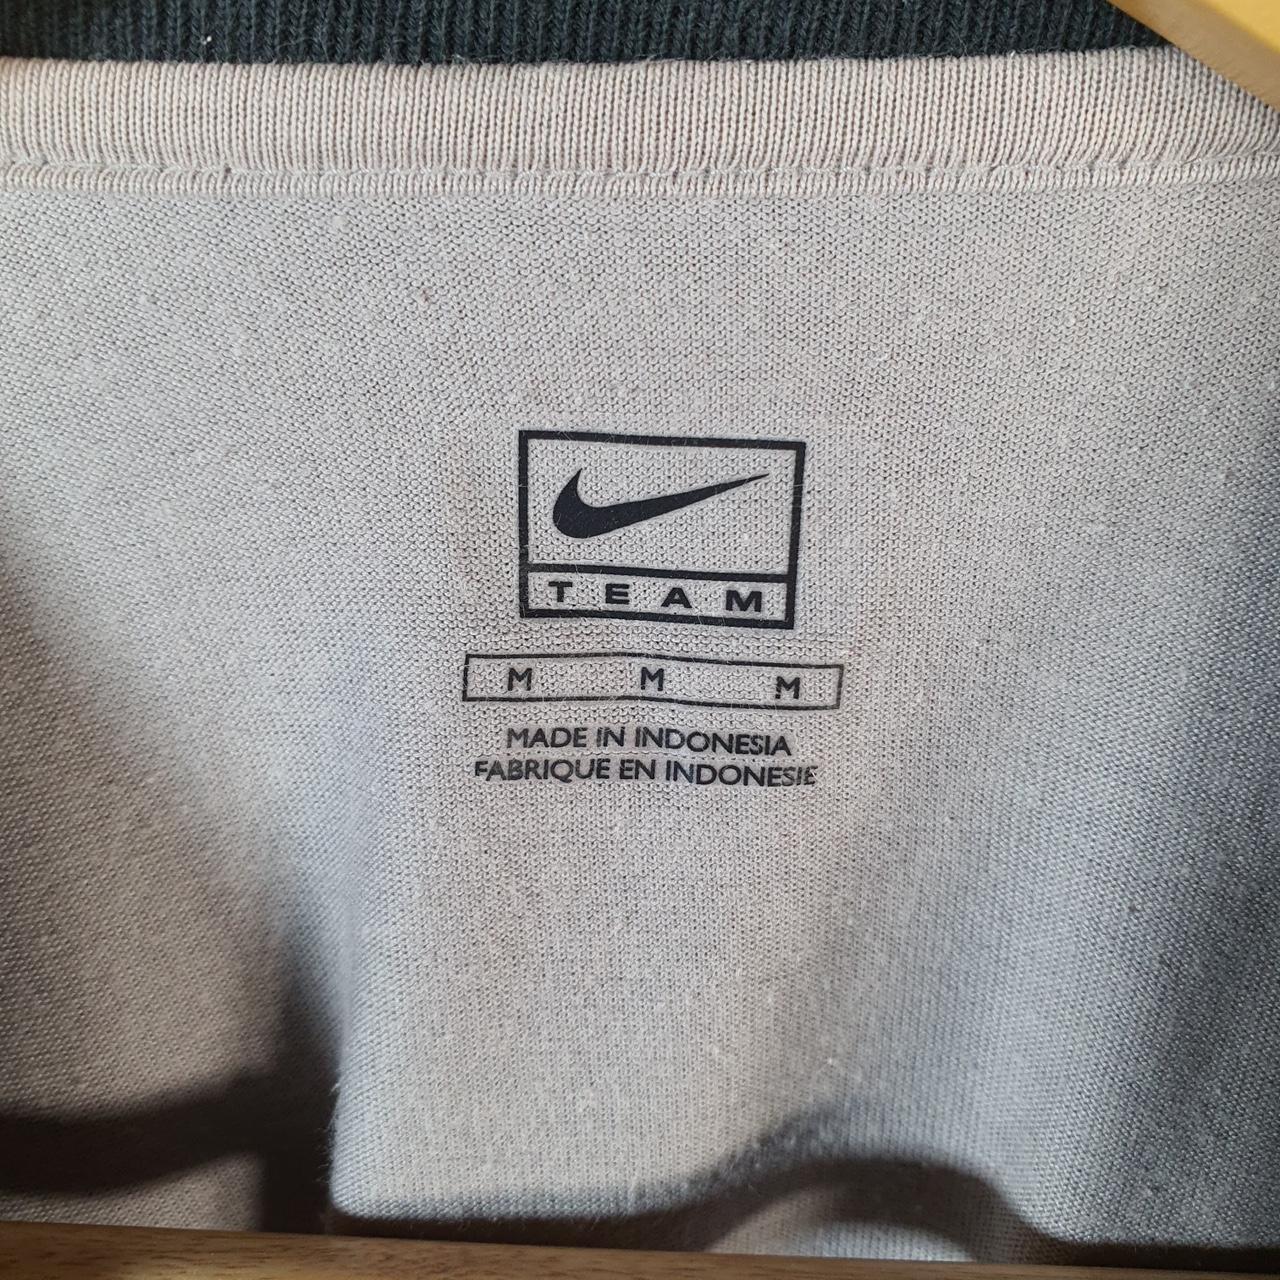 TEAM
M M M
MADE IN INDONESIA
FABRIQUE EN INDONESIE